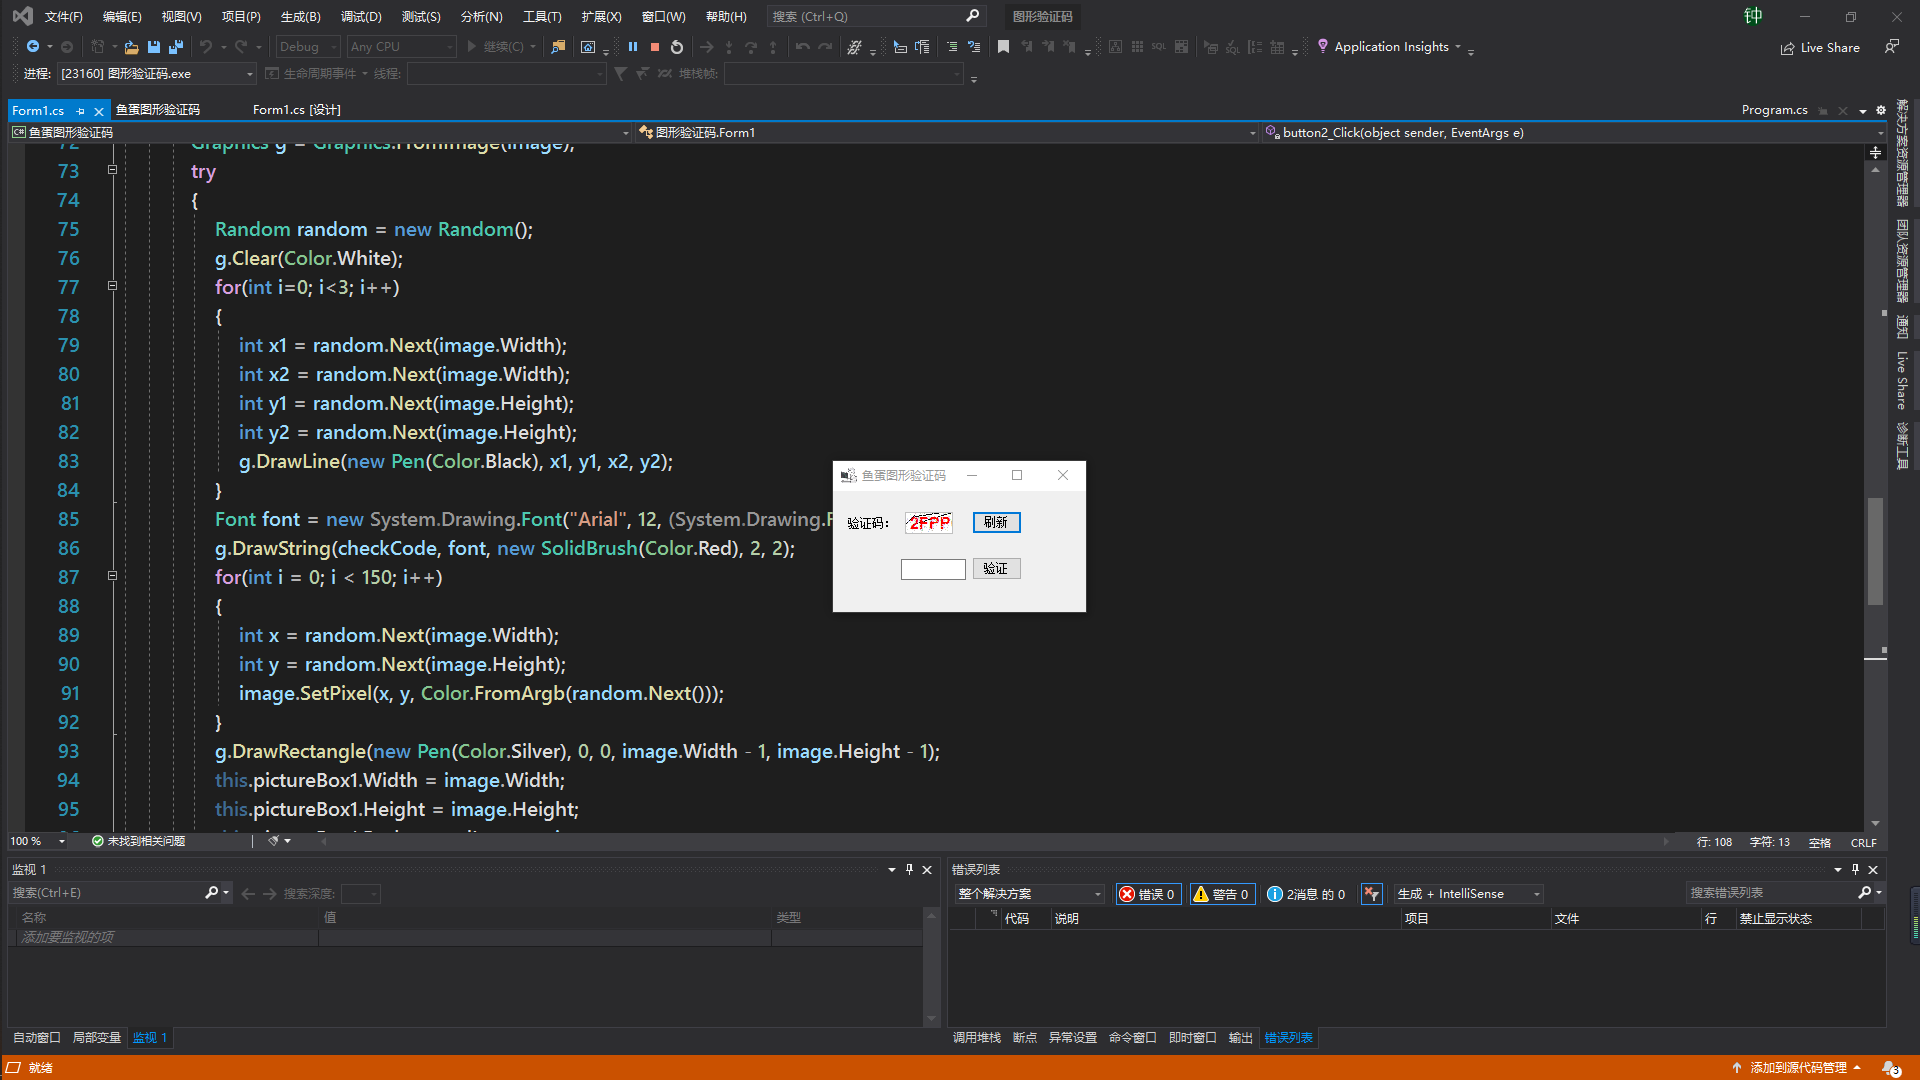 文件(F) 编辑(E) 视图(V) 项目(P) 生成(B) 调试(D) 测试(S) 分析(N) 工具(T) 扩展(X) 窗口(W) 帮助(H) 搜索 (Ctrl+Q) 图形验证码 钟
Debug Any CPU 继续(C) Application Insights Live Share
进程: [23160] 图形验证码.exe 生命周期事件 线程: 堆栈帧:
Form1.cs 鱼蛋图形验证码 Form1.cs [设计] Program.cs
鱼蛋图形验证码 图形验证码.Form1 button2_Click(object sender, EventArgs e)
72 Graphics g = Graphics.FromImage(image);
73 try
74 {
75 Random random = new Random();
76 g.Clear(Color.White);
77 for(int i=0; i<3; i++)
78 {
79 int x1 = random.Next(image.Width);
80 int x2 = random.Next(image.Width);
81 int y1 = random.Next(image.Height);
82 int y2 = random.Next(image.Height);
83 g.DrawLine(new Pen(Color.Black), x1, y1, x2, y2);
84 }
85 Font font = new System.Drawing.Font("Arial", 12, (System.Drawing.F
86 g.DrawString(checkCode, font, new SolidBrush(Color.Red), 2, 2);
87 for(int i = 0; i < 150; i++)
88 {
89 int x = random.Next(image.Width);
90 int y = random.Next(image.Height);
91 image.SetPixel(x, y, Color.FromArgb(random.Next()));
92 }
93 g.DrawRectangle(new Pen(Color.Silver), 0, 0, image.Width - 1, image.Height - 1);
94 this.pictureBox1.Width = image.Width;
95 this.pictureBox1.Height = image.Height;
鱼蛋图形验证码
验证码: 2FPP 刷新
验证
解决方案资源管理器
团队资源管理器
通知
Live Share
诊断工具
100 % 未找到相关问题 行: 108 字符: 13 空格 CRLF
监视 1
搜索(Ctrl+E) 搜索深度:
名称 值 类型
添加要监视的项
自动窗口 局部变量 监视 1
错误列表
整个解决方案 错误 0 警告 0 2消息 的 0 生成 + IntelliSense 搜索错误列表
代码 说明 项目 文件 行 禁止显示状态
调用堆栈 断点 异常设置 命令窗口 即时窗口 输出 错误列表
就绪 添加到源代码管理 3